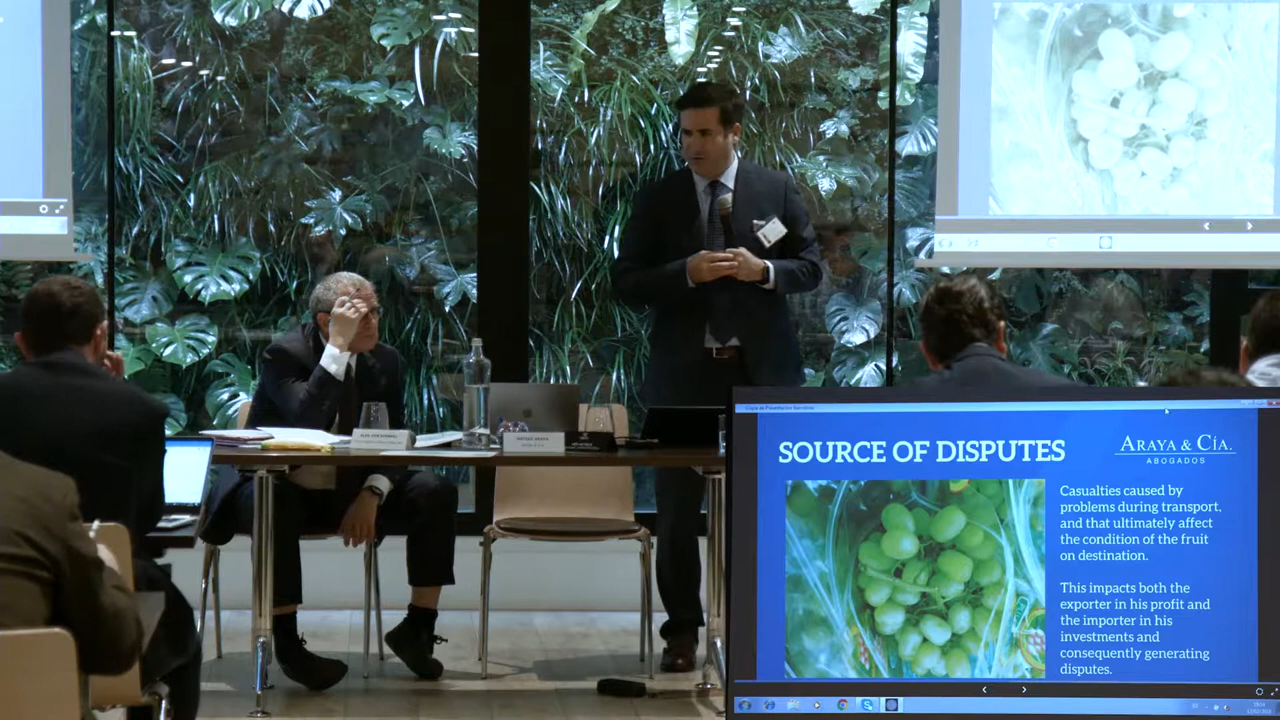 SOURCE OF DISPUTES
ARAYA & CÍA.
ABOGADOS
Casualties caused by
problems during transport,
and that ultimately affect
the condition of the fruit
on destination.
This impacts both the
exporter in his profit and
the importer in his
investments and
consequently generating
disputes.